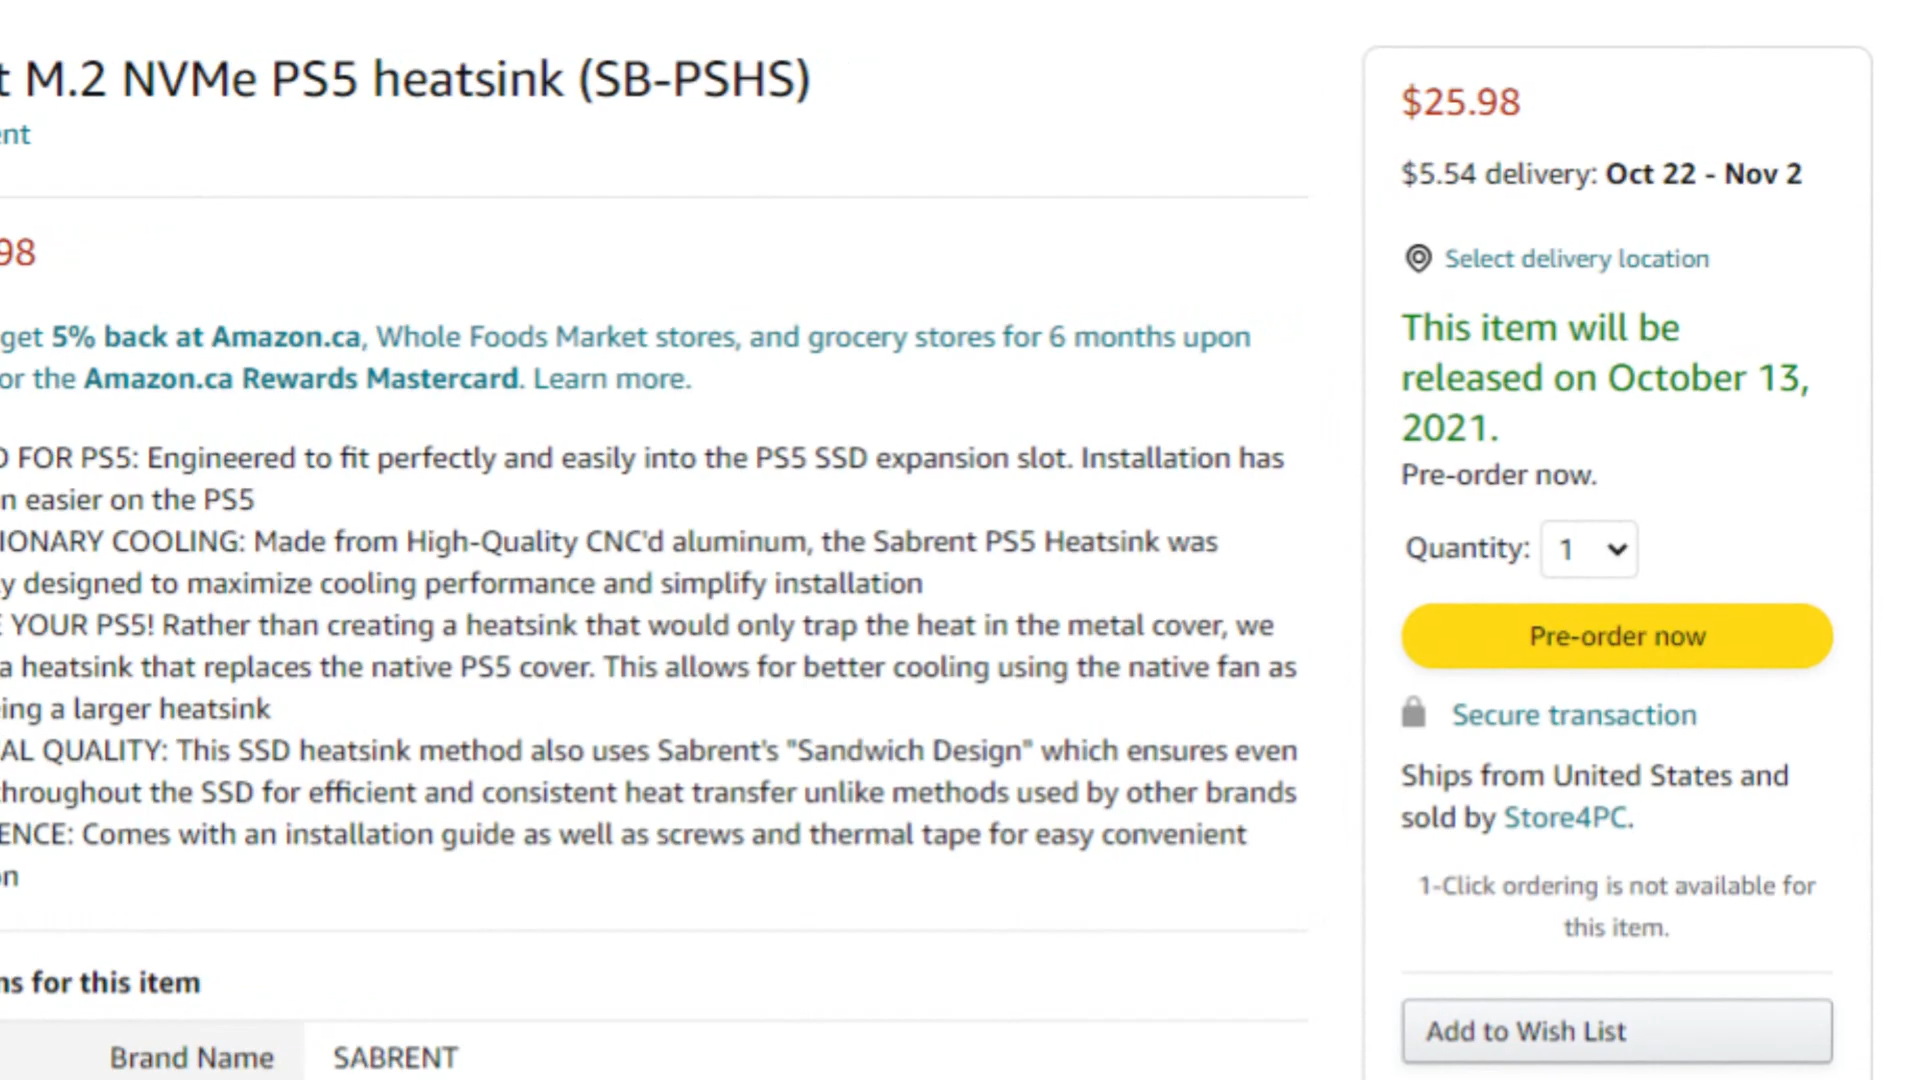 t M.2 NVMe PS5 heatsink (SB-PSHS)
ent
98
get 5% back at Amazon.ca, Whole Foods Market stores, and grocery stores for 6 months upon
or the Amazon.ca Rewards Mastercard. Learn more.
D FOR PS5: Engineered to fit perfectly and easily into the PS5 SSD expansion slot. Installation has
n easier on the PS5
IONARY COOLING: Made from High-Quality CNC'd aluminum, the Sabrent PS5 Heatsink was
y designed to maximize cooling performance and simplify installation
E YOUR PS5! Rather than creating a heatsink that would only trap the heat in the metal cover, we
a heatsink that replaces the native PS5 cover. This allows for better cooling using the native fan as
ing a larger heatsink
AL QUALITY: This SSD heatsink method also uses Sabrent's "Sandwich Design" which ensures even
throughout the SSD for efficient and consistent heat transfer unlike methods used by other brands
ENCE: Comes with an installation guide as well as screws and thermal tape for easy convenient
on
ns for this item
Brand Name SABRENT
$25.98
$5.54 delivery: Oct 22 - Nov 2
Select delivery location
This item will be
released on October 13,
2021.
Pre-order now.
Quantity: 1
Pre-order now
Secure transaction
Ships from United States and
sold by Store4PC.
1-Click ordering is not available for
this item.
Add to Wish List